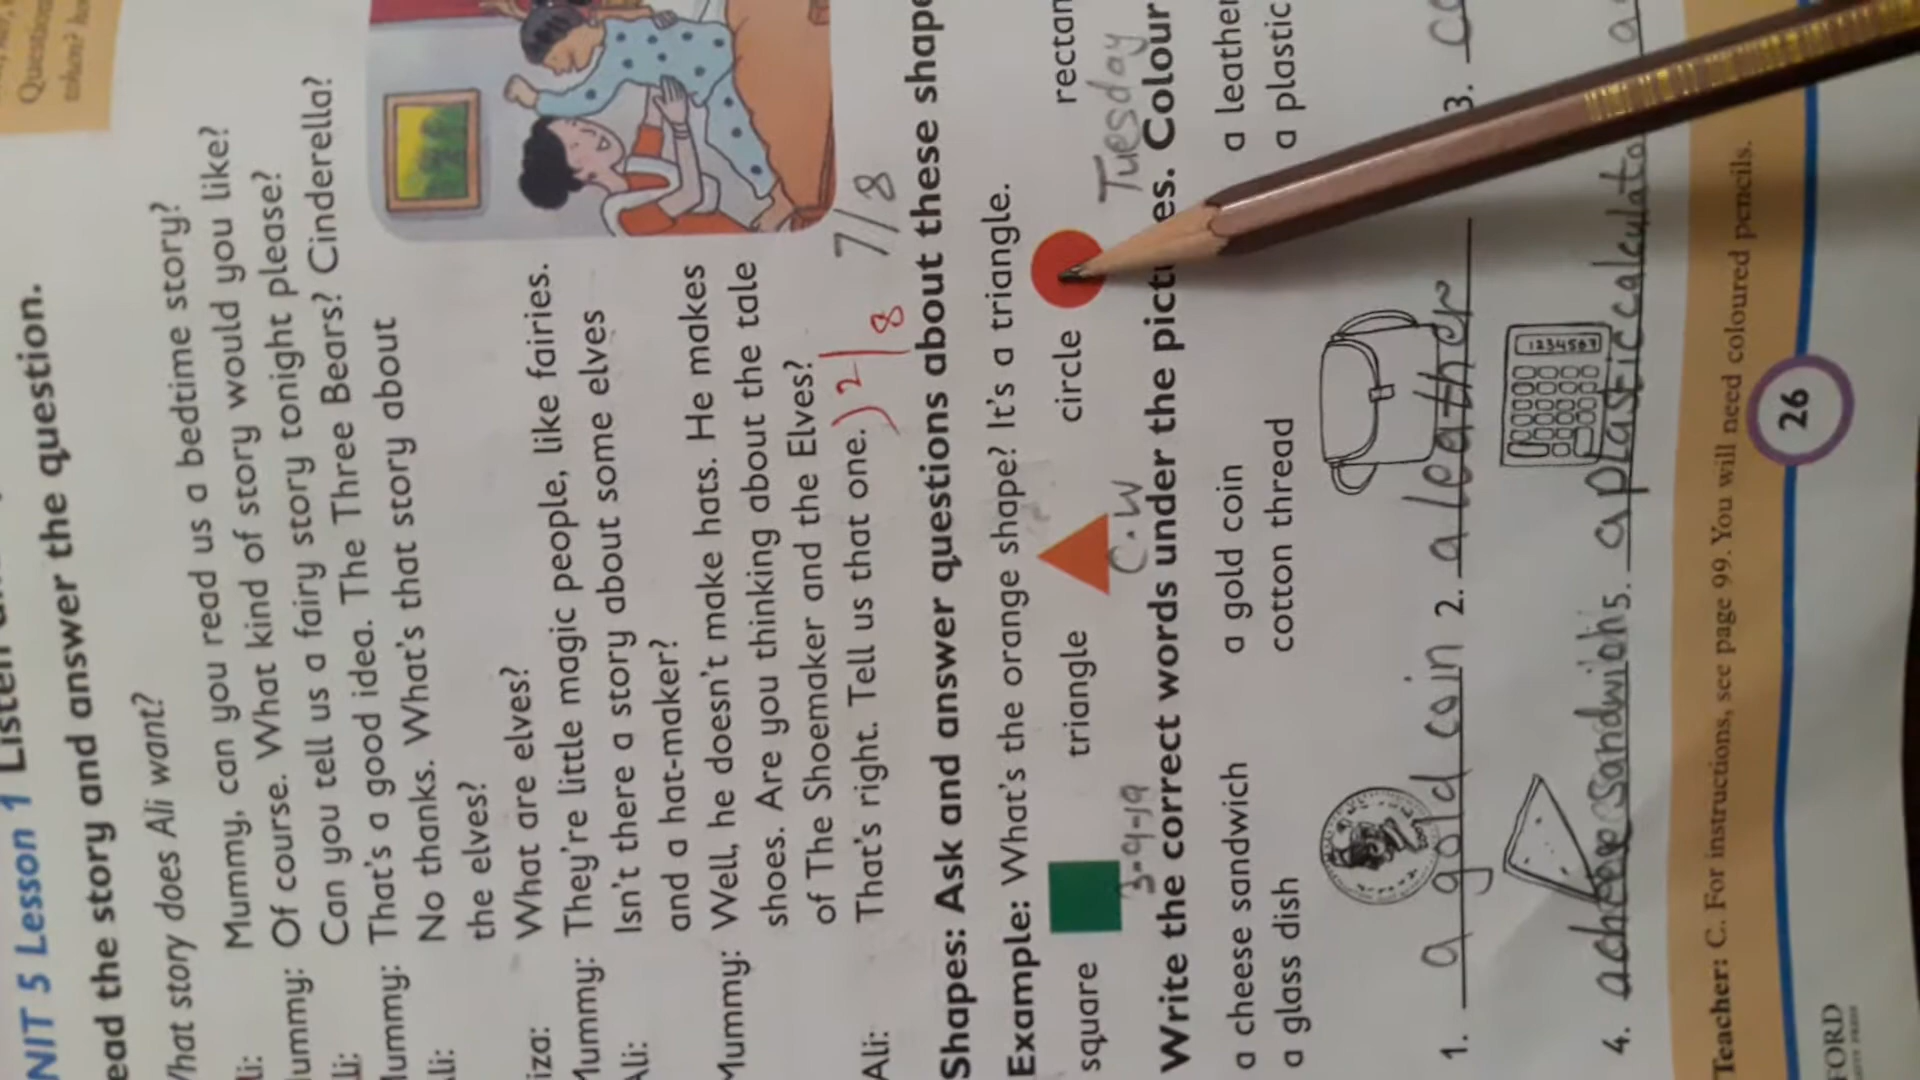 NIT 5 Lesson 1 Listen
ead the story and answer the question.
What story does Ali want?
li: Mummy, can you read us a bedtime story?
Mummy: Of course. What kind of story would you like?
li: Can you tell us a fairy story tonight please?
Mummy: That's a good idea. The Three Bears? Cinderella?
li: No thanks. What's that story about
the elves?
iza: What are elves?
Mummy: They're little magic people, like fairies.
Ali: Isn't there a story about some elves
and a hat-maker?
Mummy: Well, he doesn't make hats. He makes
shoes. Are you thinking about the tale
of The Shoemaker and the Elves?
Ali: That's right. Tell us that one.
2/8 7/8
Shapes: Ask and answer questions about these shape
Example: What's the orange shape? It's a triangle.
square triangle circle rectan
3-9-19 C.W Tuesday
Write the correct words under the pictures. Colour
a cheese sandwich a gold coin a leather
a glass dish cotton thread a plastic
1234567
1. a gold coin 2. a leather 3. co
4. a cheese sandwichs 5. a plastic calculato a
Teacher: C. For instructions, see page 99. You will need coloured pencils.
FORD 26
Question